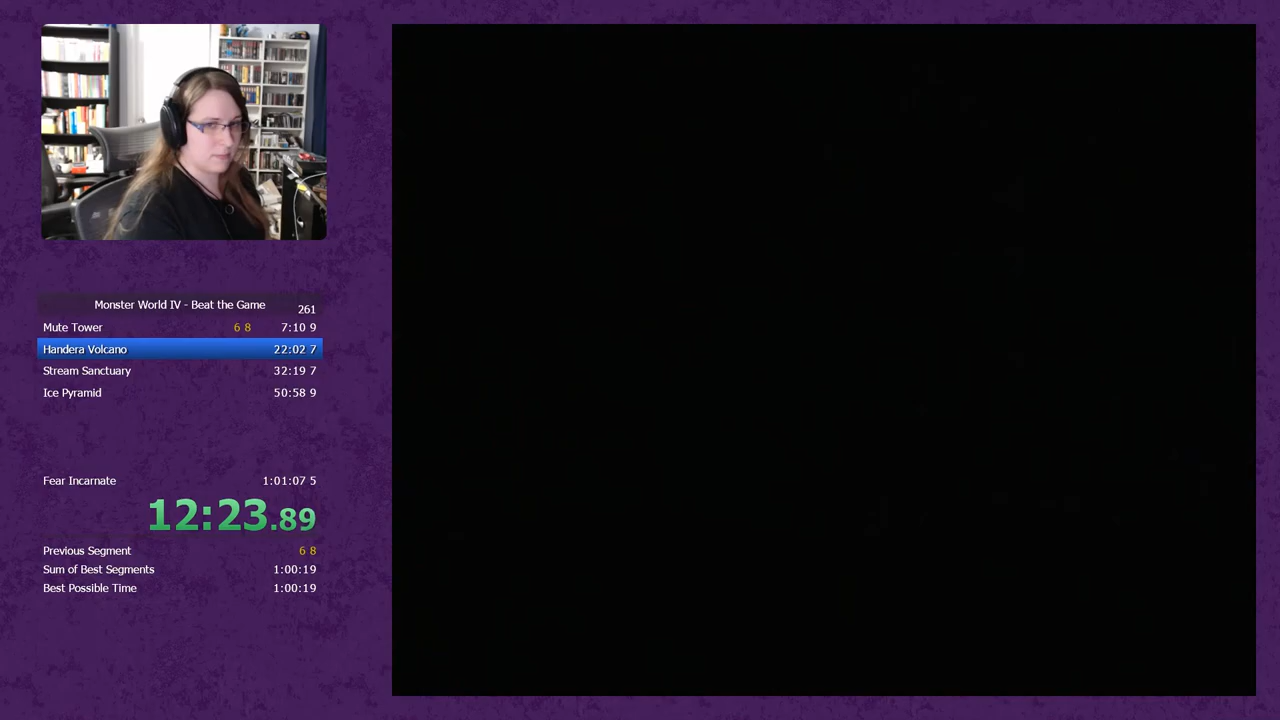 Monster World IV - Beat the Game
261
Mute Tower 6 8 7:10 9
Handera Volcano 22:02 7
Stream Sanctuary 32:19 7
Ice Pyramid 50:58 9
Fear Incarnate 1:01:07 5
12:23.89
Previous Segment 6 8
Sum of Best Segments 1:00:19
Best Possible Time 1:00:19